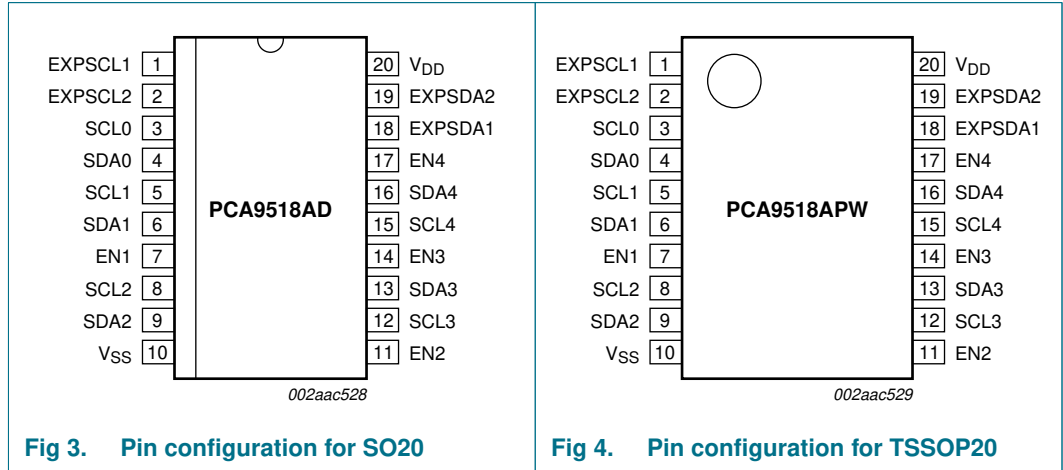 EXPSCL1 1 20 VDD
EXPSCL2 2 19 EXPSDA2
SCL0 3 18 EXPSDA1
SDA0 4 17 EN4
SCL1 5 16 SDA4
PCA9518AD
SDA1 6 15 SCL4
EN1 7 14 EN3
SCL2 8 13 SDA3
SDA2 9 12 SCL3
VSS 10 11 EN2
002aac528
Fig 3. Pin configuration for SO20
EXPSCL1 1 20 VDD
EXPSCL2 2 19 EXPSDA2
SCL0 3 18 EXPSDA1
SDA0 4 17 EN4
SCL1 5 16 SDA4
PCA9518APW
SDA1 6 15 SCL4
EN1 7 14 EN3
SCL2 8 13 SDA3
SDA2 9 12 SCL3
VSS 10 11 EN2
002aac529
Fig 4. Pin configuration for TSSOP20